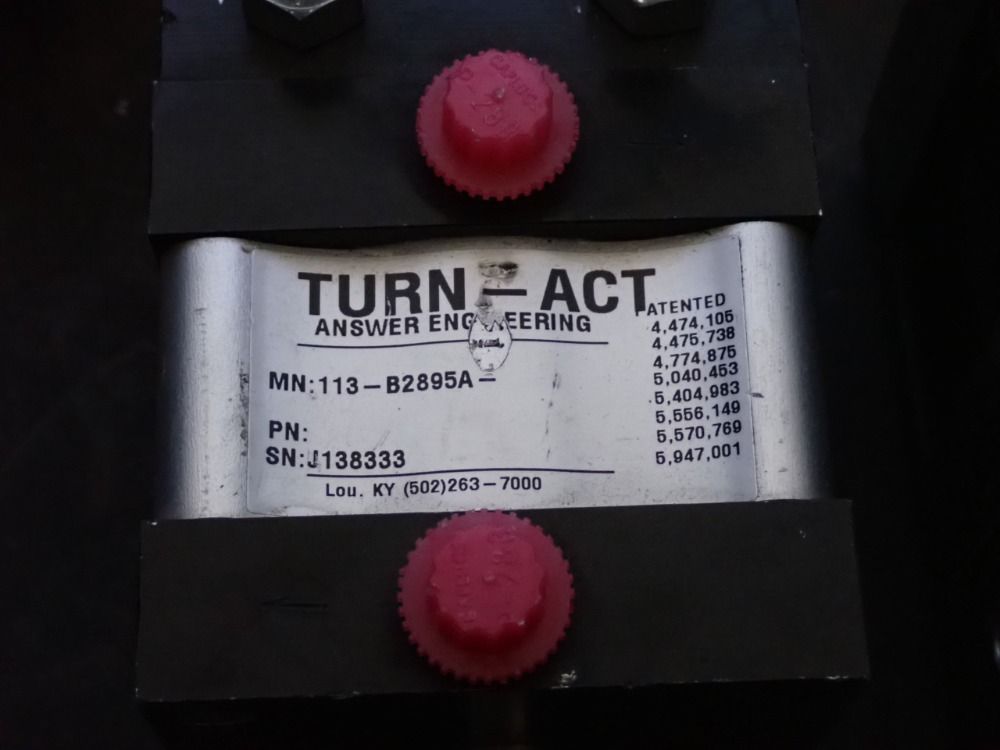 TURN-ACT
ANSWER ENGINEERING
MN:113-B2895A-
PN:
SN:J138333
Lou. KY (502)263-7000
PATENTED
4,474,105
4,475,738
4,774,875
5,040,453
5,404,983
5,556,149
5,570,769
5,947,001